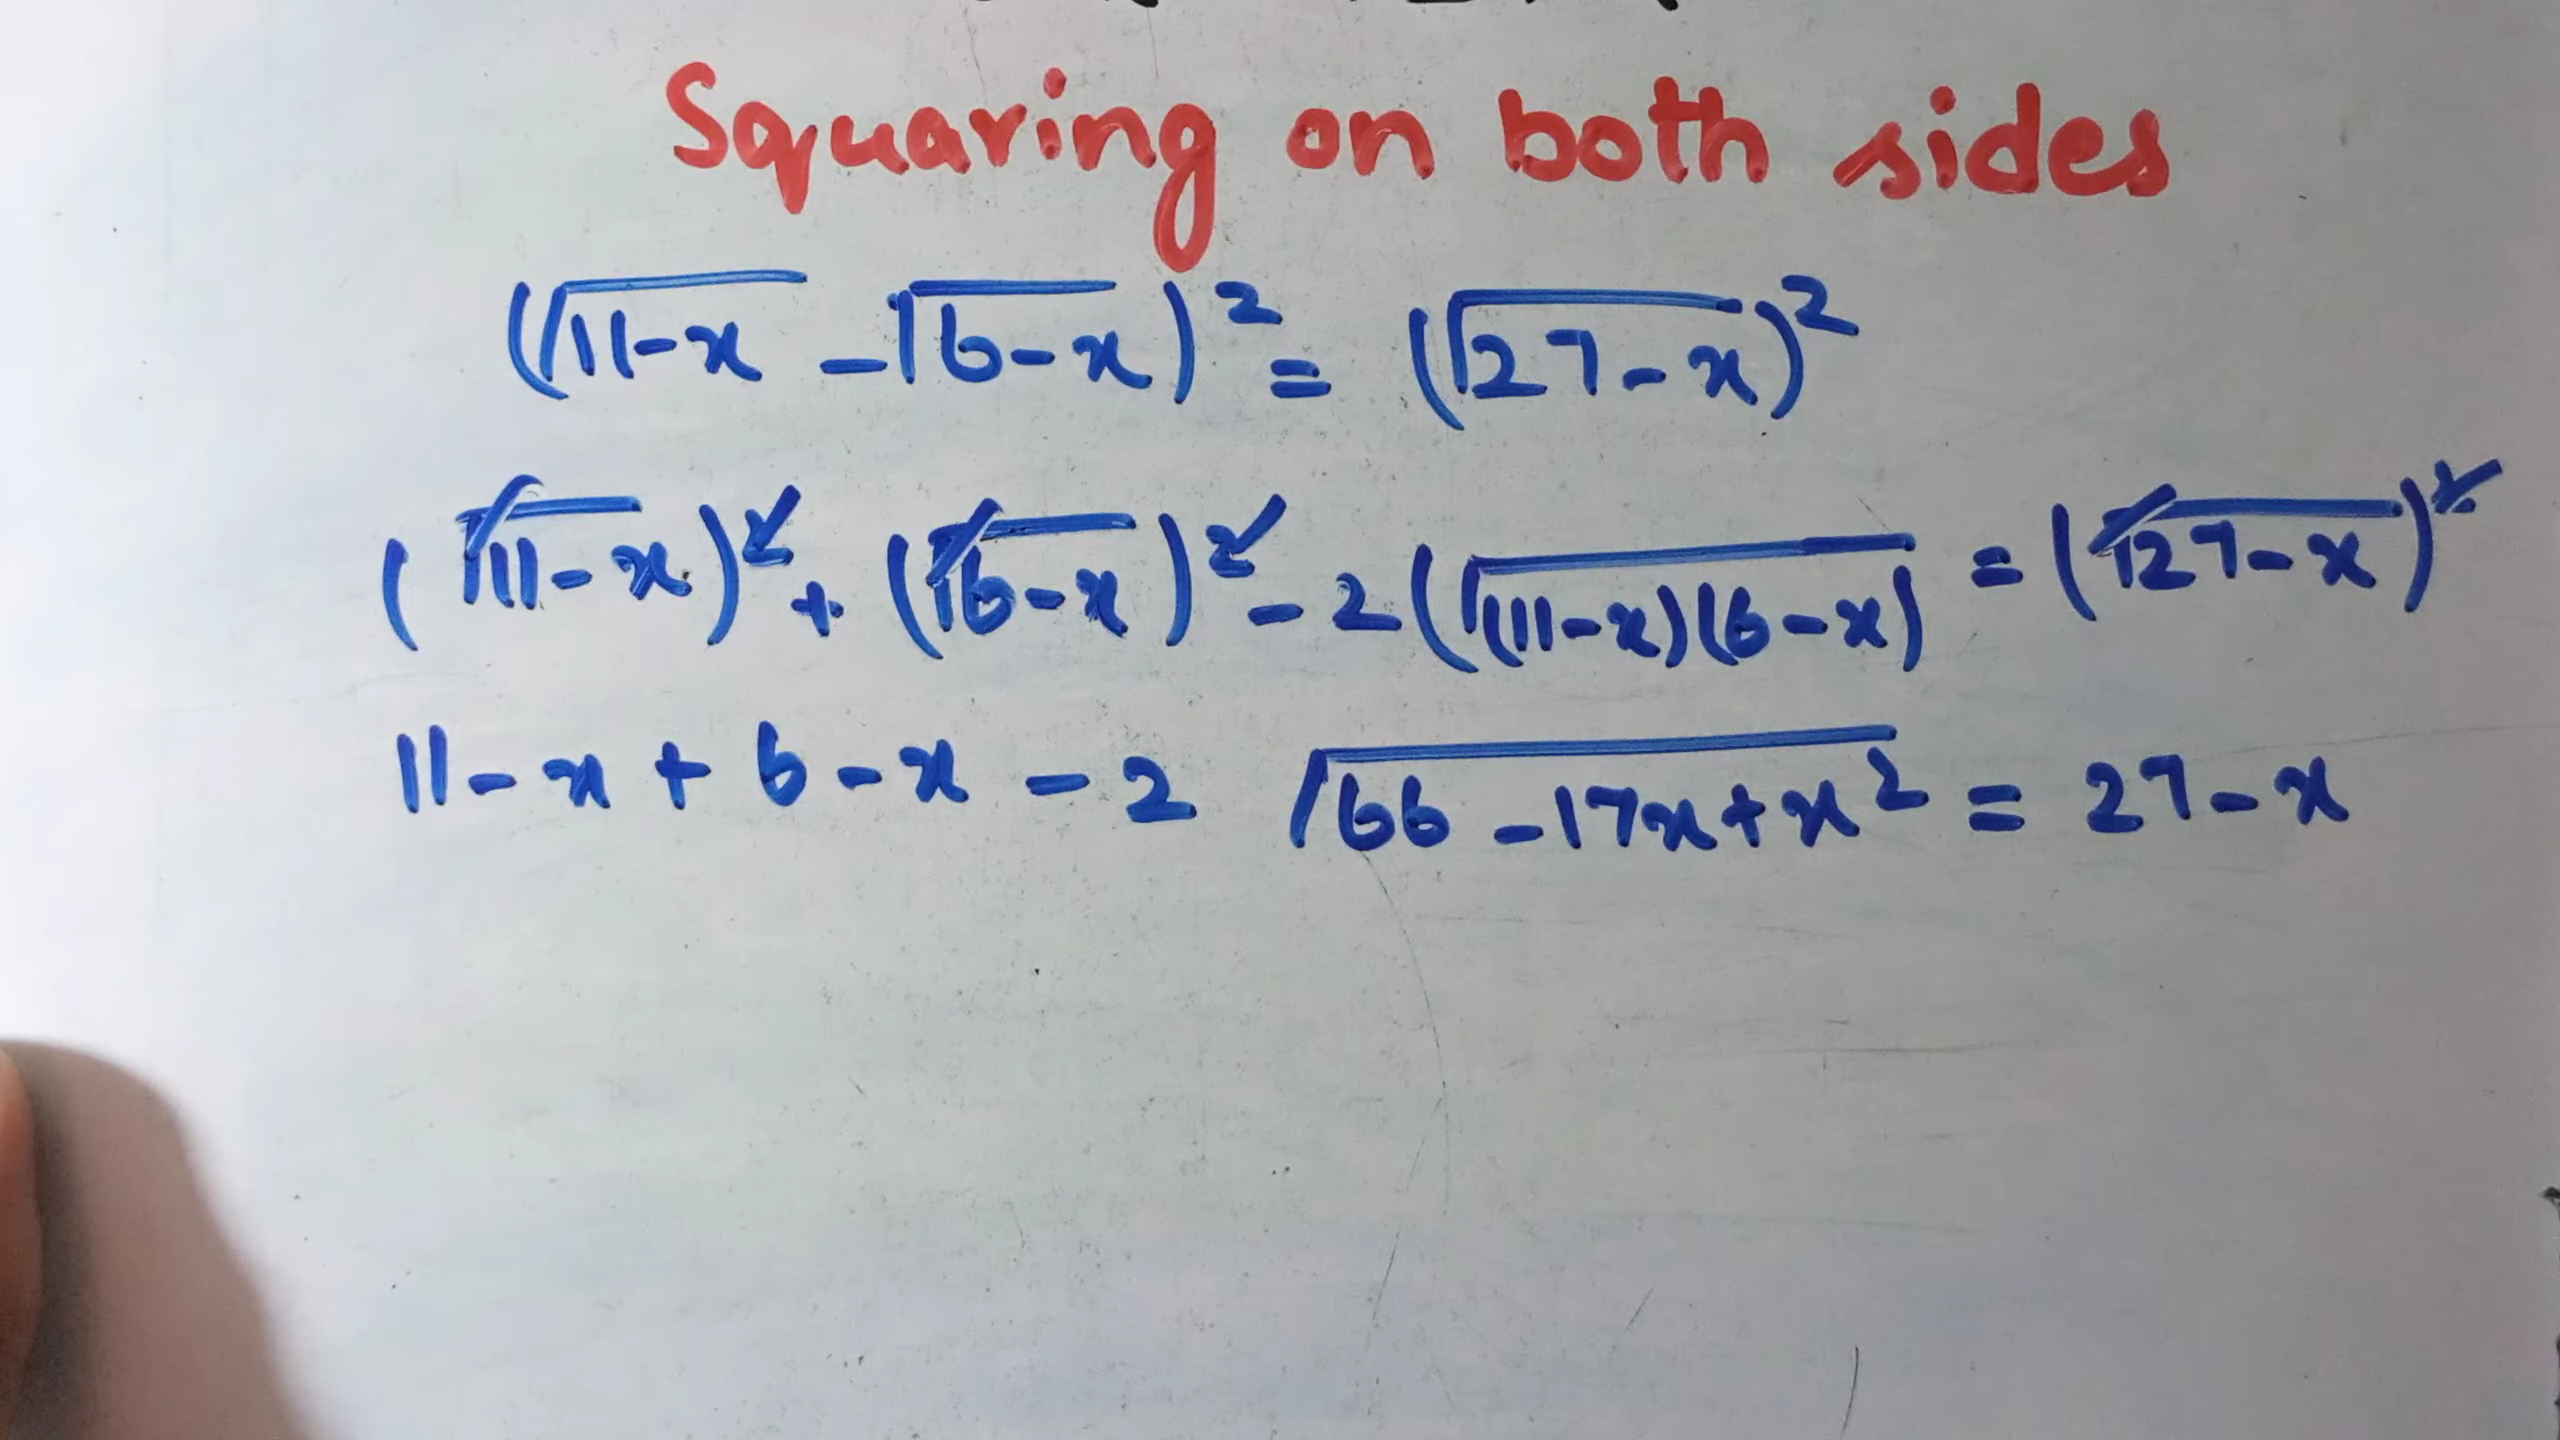 Squaring on both sides
(√11-x - √6-x)² = (√27-x)²
(√11-x)² + (√6-x)² - 2(√(11-x)(6-x) = (√27-x)²
11-x + 6-x - 2 √66-17x+x² = 27-x